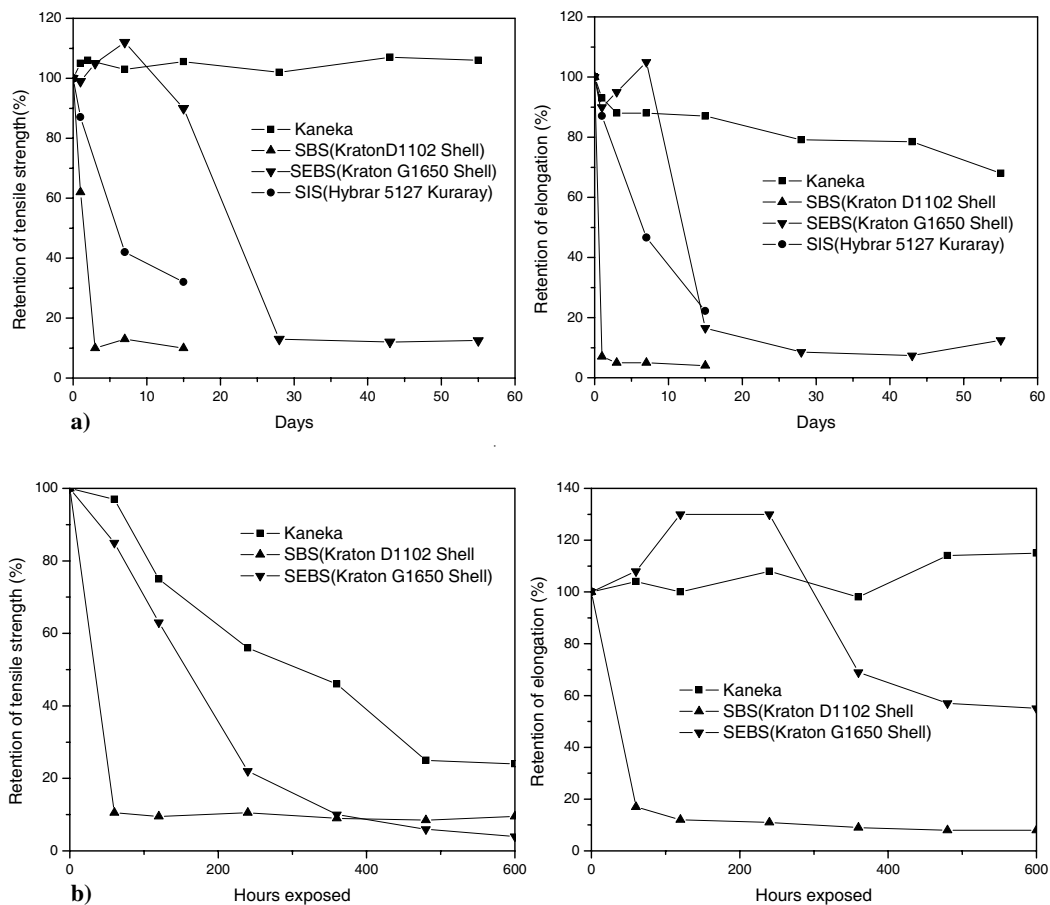 120
100
80
60
40
20
0
Retention of tensile strength(%)
Kaneka
SBS(KratonD1102 Shell)
SEBS(Kraton G1650 Shell)
SIS(Hybrar 5127 Kuraray)
0 10 20 30 40 50 60
Days
a)
120
100
80
60
40
20
0
Retention of elongation (%)
Kaneka
SBS(Kraton D1102 Shell
SEBS(Kraton G1650 Shell)
SIS(Hybrar 5127 Kuraray)
0 20 40 60
Days
100
80
60
40
20
0
Retention of tensile strength (%)
Kaneka
SBS(Kraton D1102 Shell
SEBS(Kraton G1650 Shell)
0 200 400 600
Hours exposed
b)
140
120
100
80
60
40
20
0
Retention of elongation (%)
Kaneka
SBS(Kraton D1102 Shell
SEBS(Kraton G1650 Shell)
0 200 400 600
Hours exposed